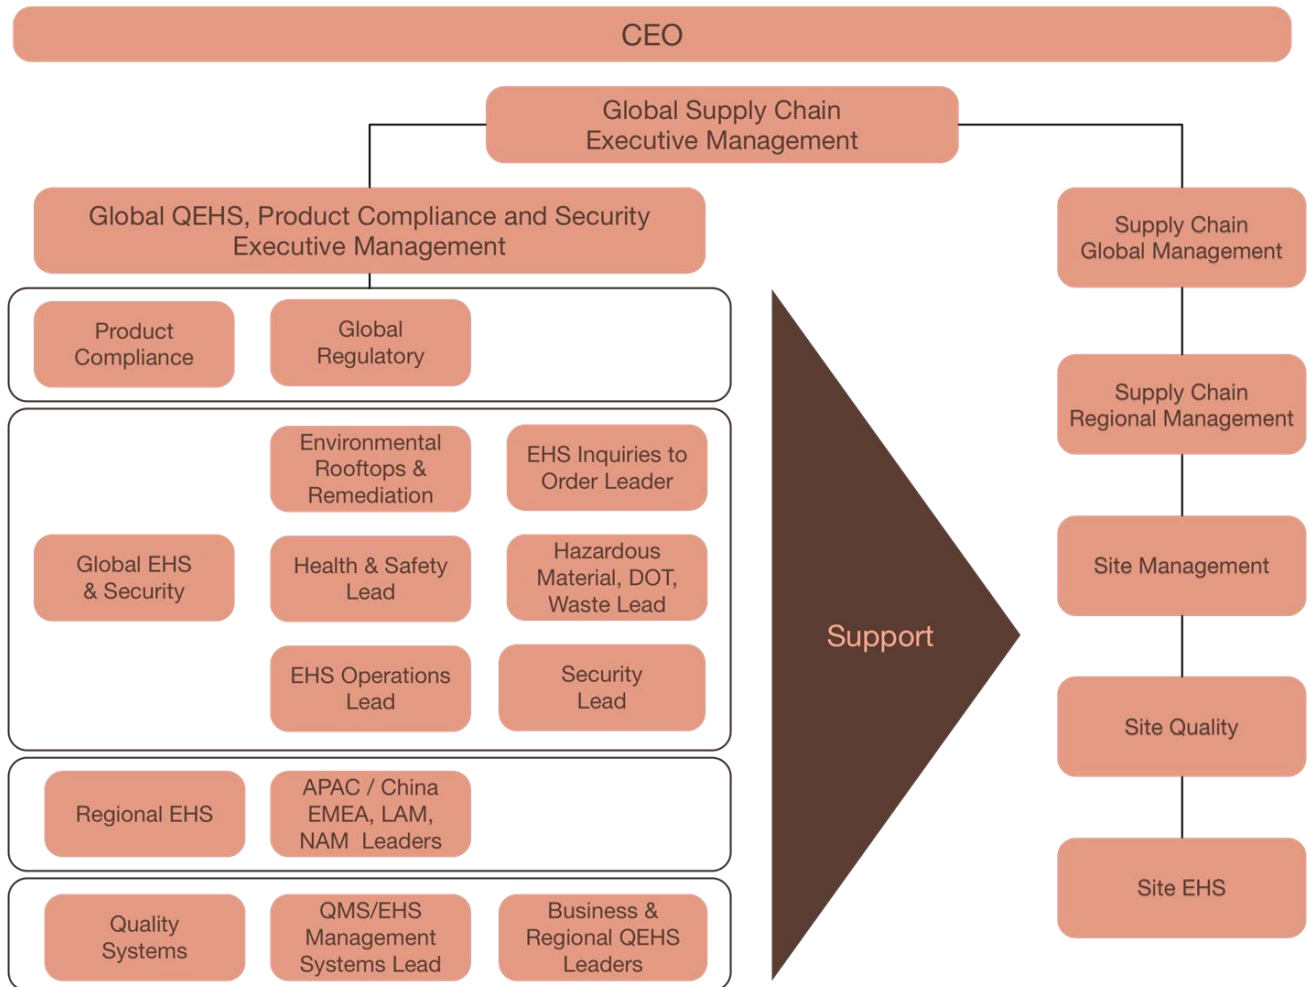 CEO
Global Supply Chain
Executive Management
Global QEHS, Product Compliance and Security
Executive Management
Product
Compliance
Global
Regulatory
Environmental
Rooftops &
Remediation
EHS Inquiries to
Order Leader
Global EHS
& Security
Health & Safety
Lead
Hazardous
Material, DOT,
Waste Lead
EHS Operations
Lead
Security
Lead
Regional EHS
APAC / China
EMEA, LAM,
NAM Leaders
Quality
Systems
QMS/EHS
Management
Systems Lead
Business &
Regional QEHS
Leaders
Support
Supply Chain
Global Management
Supply Chain
Regional Management
Site Management
Site Quality
Site EHS